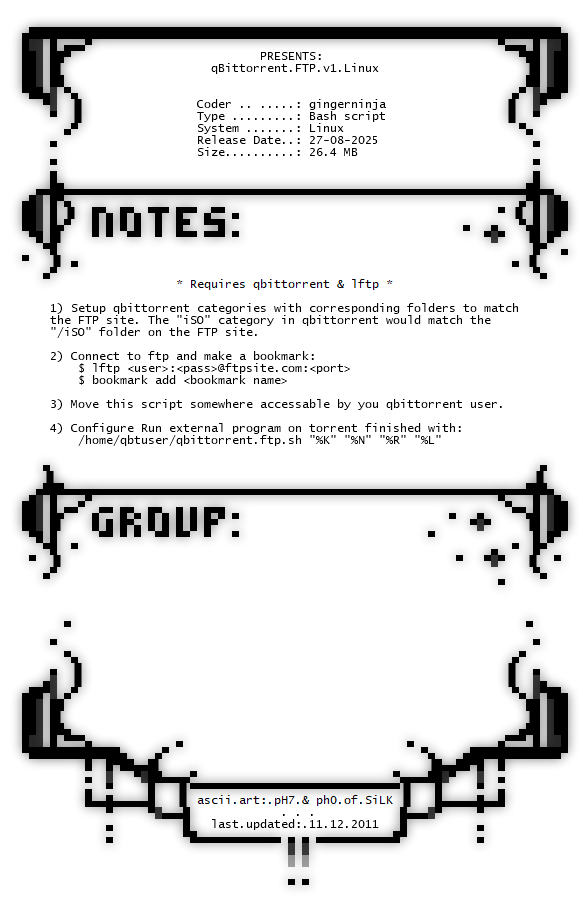 PRESENTS:
qBittorrent.FTP.v1.Linux
Coder .. .....: gingerninja
Type .........: Bash script
System .......: Linux
Release Date..: 27-08-2025
Size..........: 26.4 MB
NOTES:
* Requires qbittorrent & lftp *
1) Setup qbittorrent categories with corresponding folders to match
the FTP site. The "iSO" category in qbittorrent would match the
"/iSO" folder on the FTP site.
2) Connect to ftp and make a bookmark:
$ lftp <user>:<pass>@ftpsite.com:<port>
$ bookmark add <bookmark name>
3) Move this script somewhere accessable by you qbittorrent user.
4) Configure Run external program on torrent finished with:
/home/qbtuser/qbittorrent.ftp.sh "%K" "%N" "%R" "%L"
GROUP:
ascii.art:.pH7.& ph0.of.SiLK
. . .
last.updated:.11.12.2011